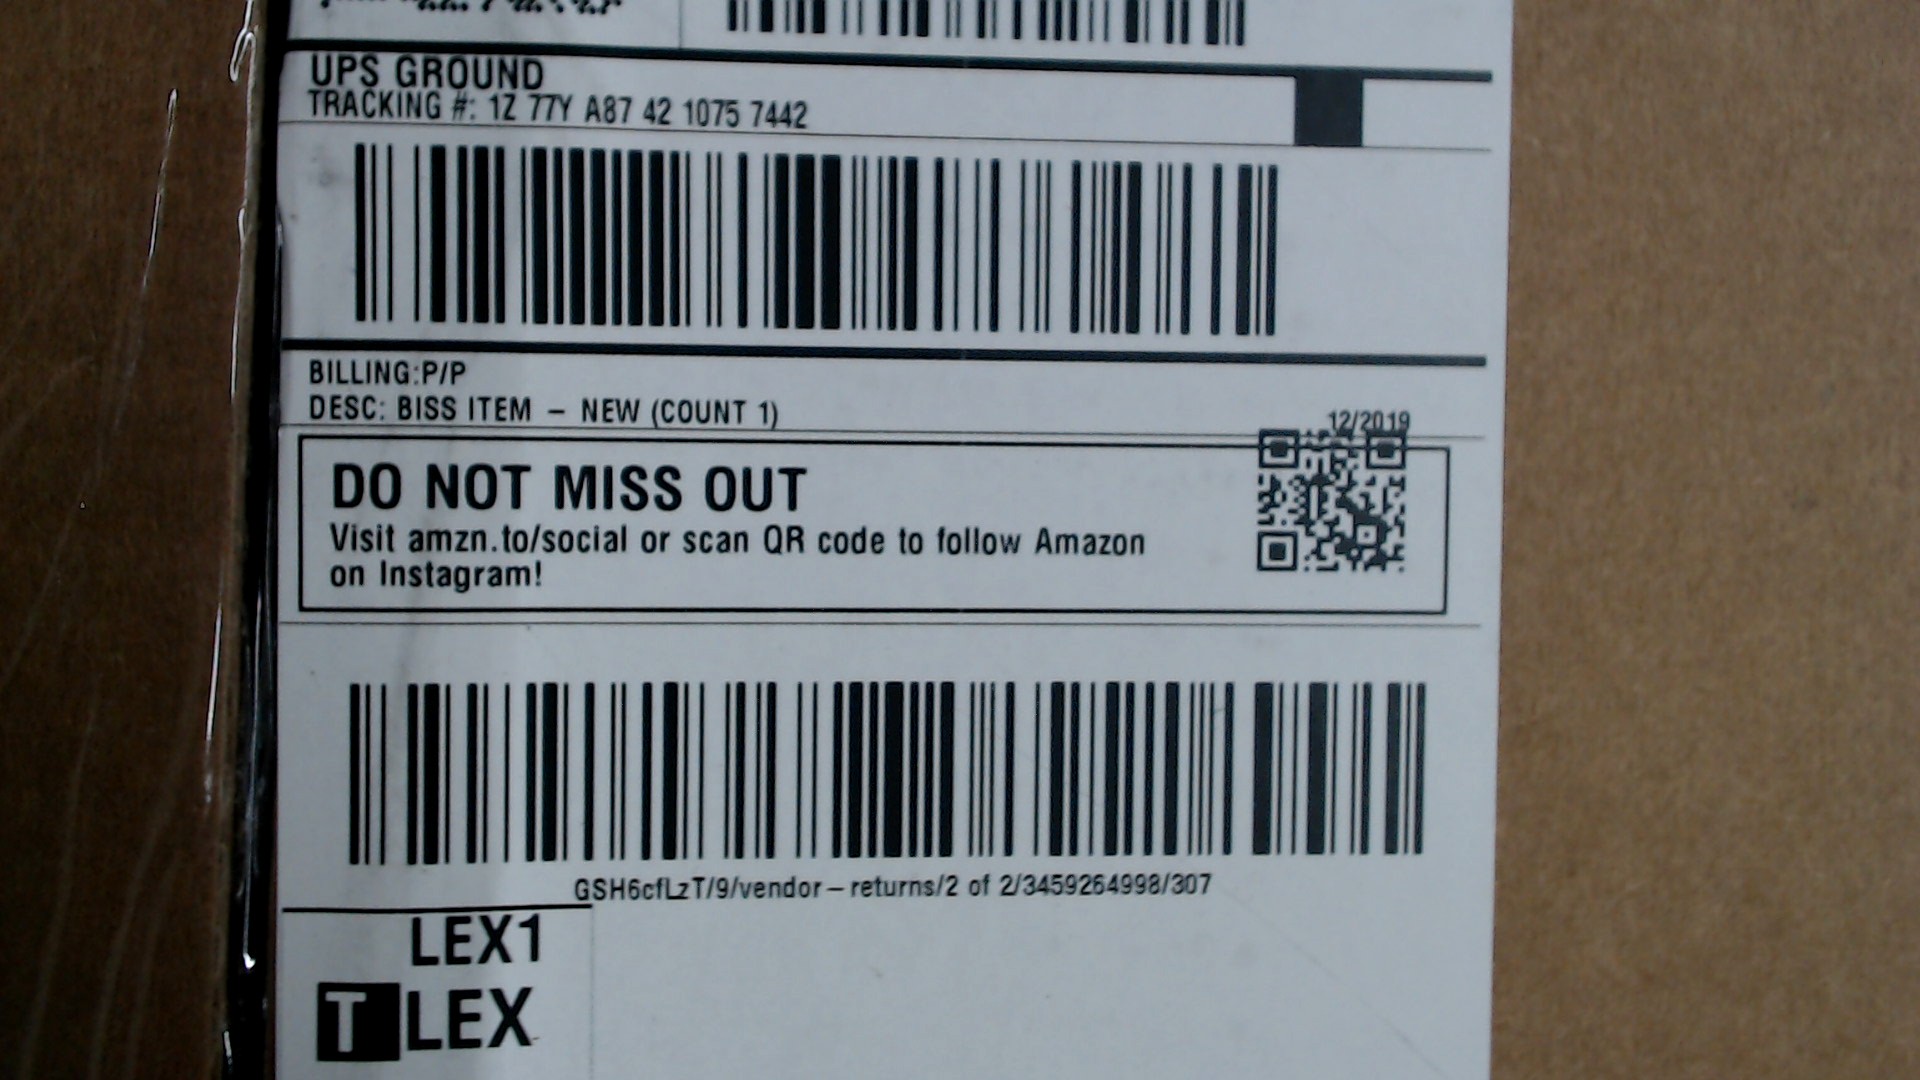 UPS GROUND
TRACKING #: 1Z 77Y A87 42 1075 7442
BILLING:P/P
DESC: BISS ITEM – NEW (COUNT 1)
12/2019
DO NOT MISS OUT
Visit amzn.to/social or scan QR code to follow Amazon
on Instagram!
GSH6cfLzT/9/vendor–returns/2 of 2/3459264998/307
LEX1
T LEX